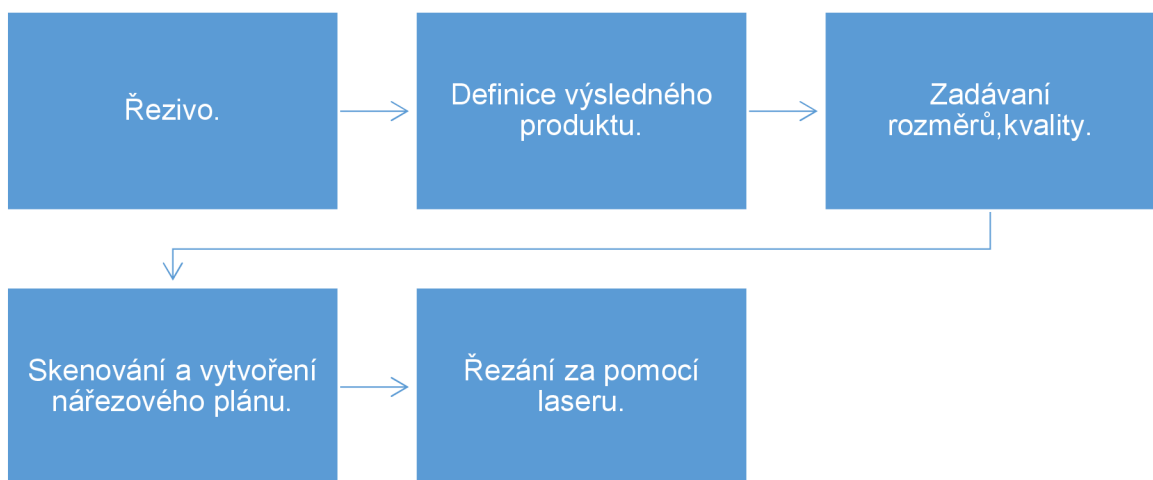 Řezivo.
Definice výsledného
produktu.
Zadávaní
rozměrů,kvality.
Skenování a vytvoření
nářezového plánu.
Řezání za pomocí
laseru.